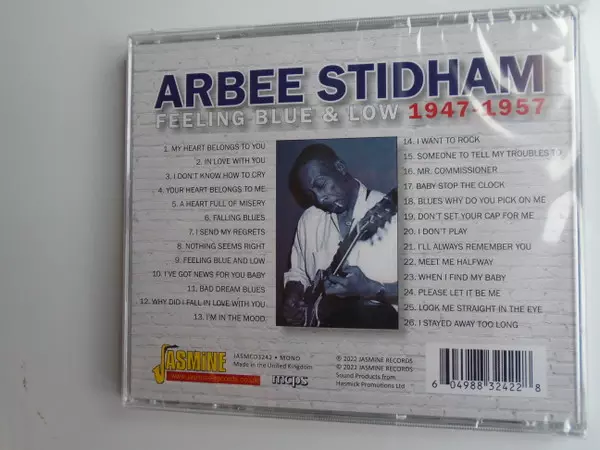 ARBEE STIDHAM
FEELING BLUE & LOW 1947-1957
1. MY HEART BELONGS TO YOU
2. IN LOVE WITH YOU
3. I DON'T KNOW HOW TO CRY
4. YOUR HEART BELONGS TO ME
5. A HEART FULL OF MISERY
6. FALLING BLUES
7. I SEND MY REGRETS
8. NOTHING SEEMS RIGHT
9. FEELING BLUE AND LOW
10. I'VE GOT NEWS FOR YOU BABY
11. BAD DREAM BLUES
12. WHY DID I FALL IN LOVE WITH YOU
13. I'M IN THE MOOD
14. I WANT TO ROCK
15. SOMEONE TO TELL MY TROUBLES TO
16. MR. COMMISSIONER
17. BABY STOP THE CLOCK
18. BLUES WHY DO YOU PICK ON ME
19. DON'T SET YOUR CAP FOR ME
20. I DON'T PLAY
21. I'LL ALWAYS REMEMBER YOU
22. MEET ME HALFWAY
23. WHEN I FIND MY BABY
24. PLEASE LET IT BE ME
25. LOOK ME STRAIGHT IN THE EYE
26. I STAYED AWAY TOO LONG
JASMINE
RECORDS
www.jasmine-records.co.uk
JASMCD3242 • MONO
Made in the United Kingdom
mcps
℗ 2022 JASMINE RECORDS
© 2022 JASMINE RECORDS
Sound Products from
Hasmick Promotions Ltd
6 04988 32422 8